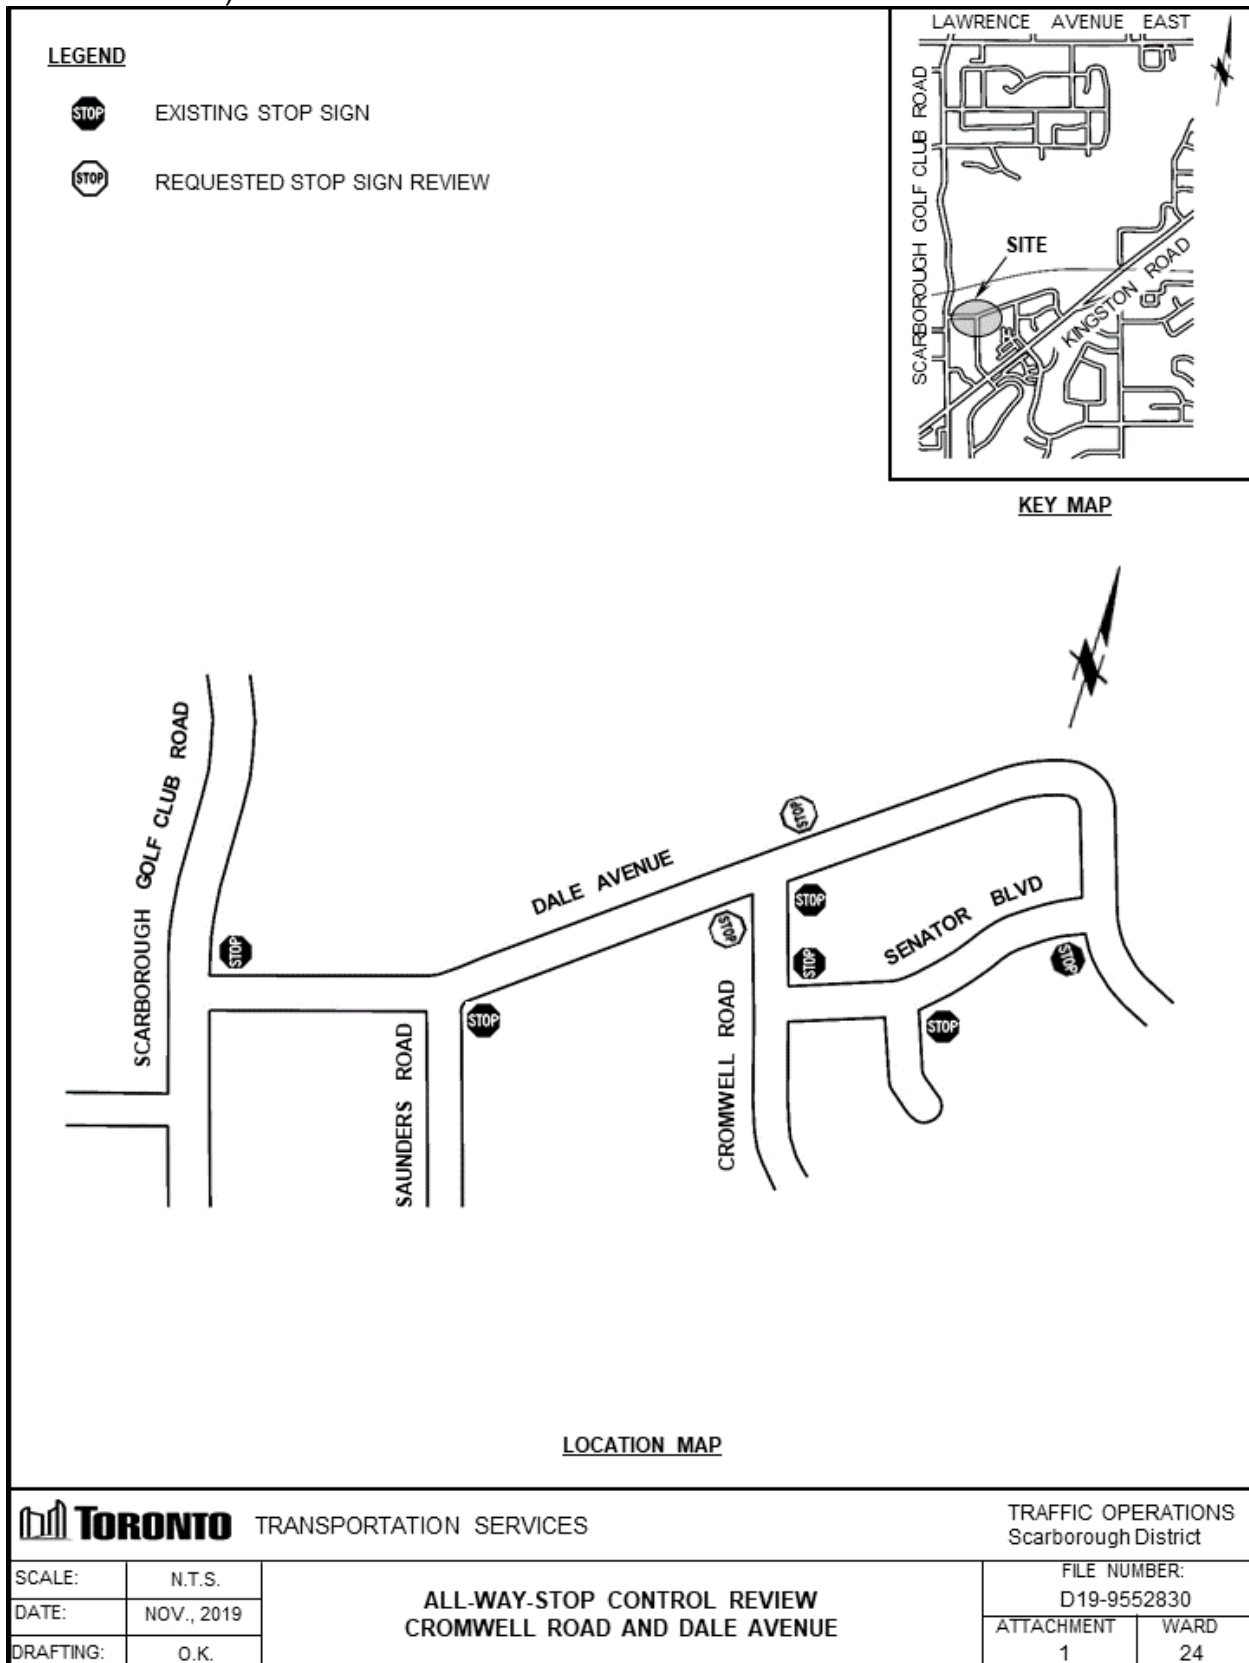 LEGEND
STOP EXISTING STOP SIGN
STOP REQUESTED STOP SIGN REVIEW
LAWRENCE AVENUE EAST
SCARBOROUGH GOLF CLUB ROAD
SITE
KINGSTON ROAD
KEY MAP
SCARBOROUGH GOLF CLUB ROAD
STOP
DALE AVENUE
STOP
STOP
STOP
STOP
SENATOR BLVD
STOP
STOP
STOP
SAUNDERS ROAD
CROMWELL ROAD
LOCATION MAP
TORONTO TRANSPORTATION SERVICES
TRAFFIC OPERATIONS
Scarborough District
SCALE: N.T.S.
DATE: NOV., 2019
DRAFTING: O.K.
ALL-WAY-STOP CONTROL REVIEW
CROMWELL ROAD AND DALE AVENUE
FILE NUMBER:
D19-9552830
ATTACHMENT WARD
1 24